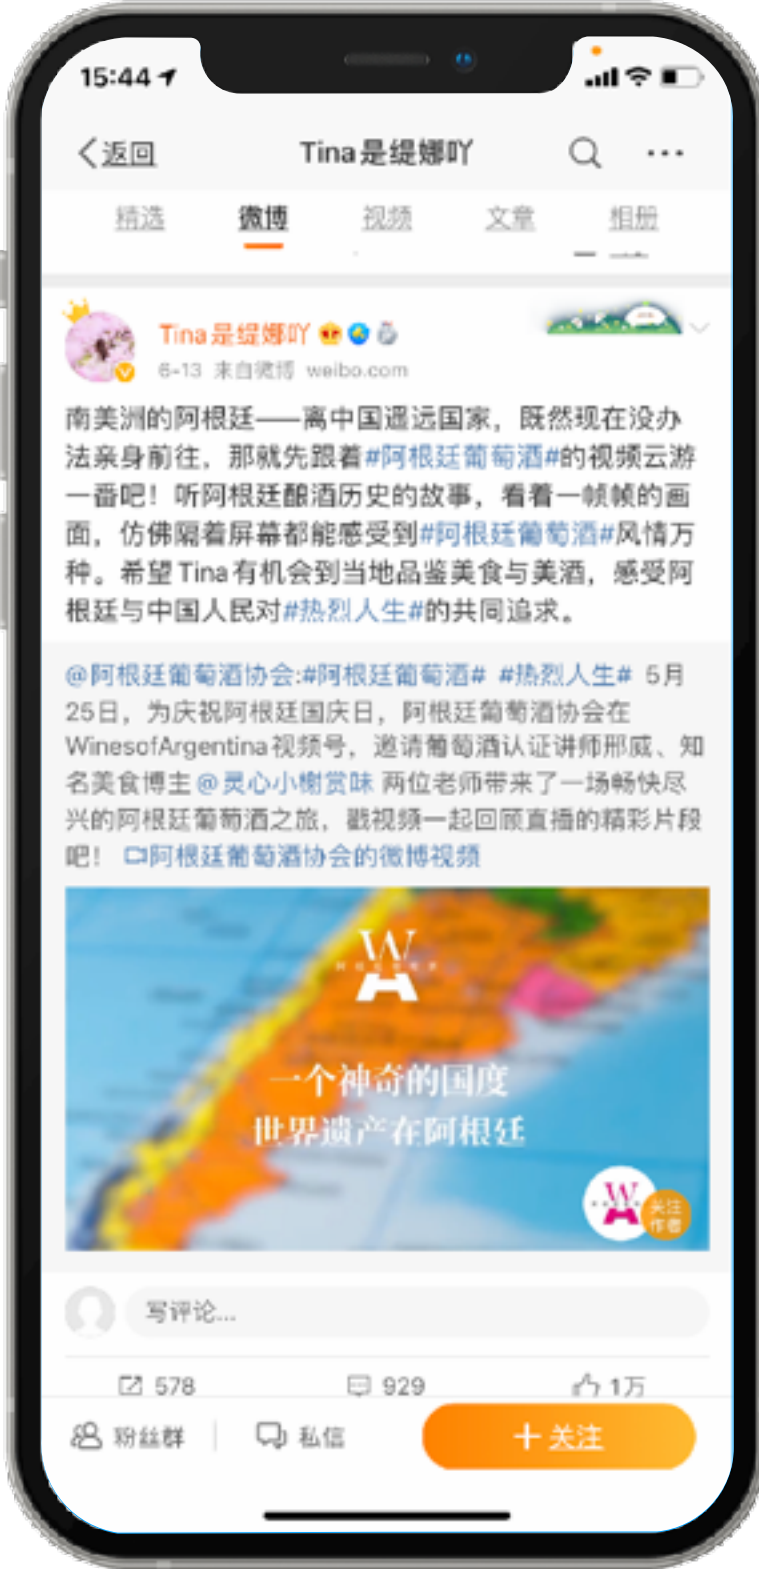 15:44
返回
Tina是缇娜吖
精选 微博 视频 文章 相册
Tina是缇娜吖
6-13 来自微博 weibo.com
南美洲的阿根廷——离中国遥远国家，既然现在没办
法亲身前往，那就先跟着#阿根廷葡萄酒#的视频云游
一番吧！听阿根廷酿酒历史的故事，看着一帧帧的画
面，仿佛隔着屏幕都能感受到#阿根廷葡萄酒#风情万
种。希望Tina有机会到当地品鉴美食与美酒，感受阿
根廷与中国人民对#热烈人生#的共同追求。
@阿根廷葡萄酒协会:#阿根廷葡萄酒# #热烈人生# 5月
25日，为庆祝阿根廷国庆日，阿根廷葡萄酒协会在
WinesofArgentina视频号，邀请葡萄酒认证讲师邢威、知
名美食博主@灵心小榭赏味 两位老师带来了一场畅快尽
兴的阿根廷葡萄酒之旅，戳视频一起回顾直播的精彩片段
吧！ 阿根廷葡萄酒协会的微博视频
WA
一个神奇的国度
世界遗产在阿根廷
WA
关注
作者
写评论...
578 929 1万
粉丝群 私信 +关注